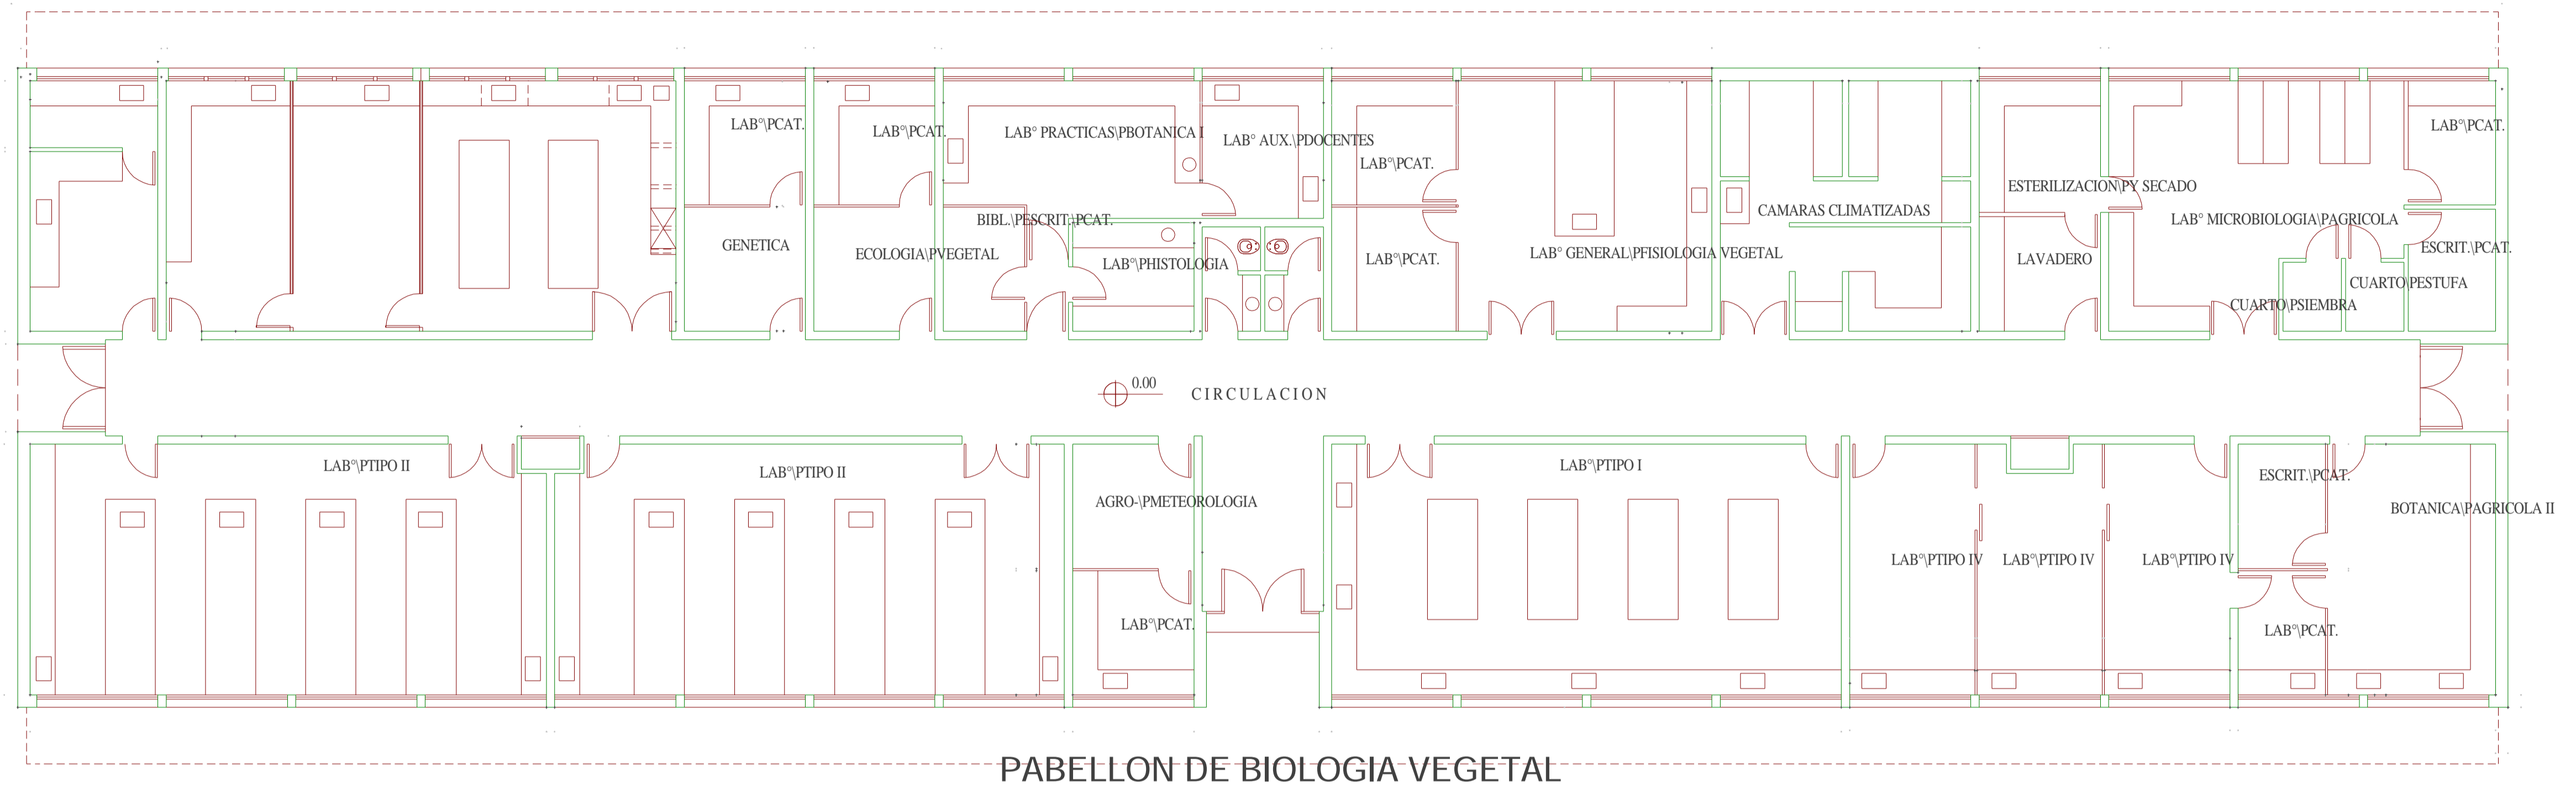 LAB°\PCAT.
LAB°\PCAT.
LAB° PRACTICAS\PBOTANICA I
LAB° AUX.\PDOCENTES
LAB°\PCAT.
LAB°\PCAT.
ESTERILIZACION\PY SECADO
CAMARAS CLIMATIZADAS
BIBL.\PESCRIT.\PCAT.
LAB° MICROBIOLOGIA\PAGRICOLA
GENETICA
ECOLOGIA\PVEGETAL
LAB°\PHISTOLOGIA
LAB°\PCAT.
LAB° GENERAL\PFISIOLOGIA VEGETAL
LAVADERO
ESCRIT.\PCAT.
CUARTO\PESTUFA
CUARTO\PSIEMBRA
0.00
CIRCULACION
LAB°\PTIPO II
LAB°\PTIPO II
LAB°\PTIPO I
ESCRIT.\PCAT.
AGRO-\PMETEOROLOGIA
BOTANICA\PAGRICOLA II
LAB°\PTIPO IV
LAB°\PTIPO IV
LAB°\PTIPO IV
LAB°\PCAT.
LAB°\PCAT.
PABELLON DE BIOLOGIA VEGETAL